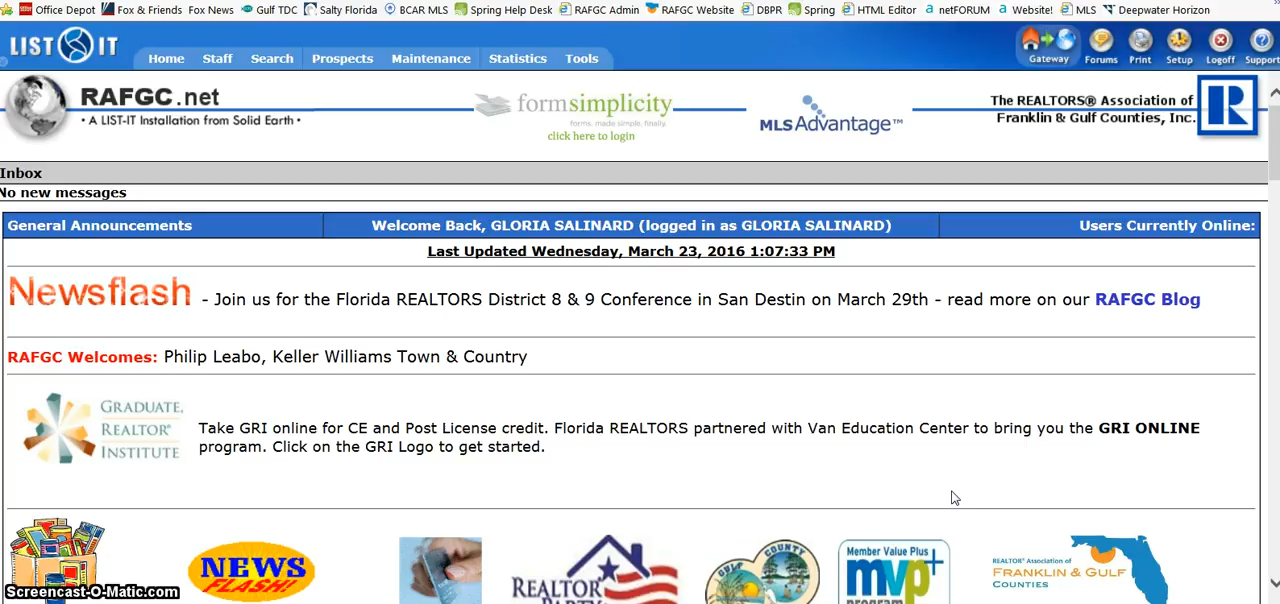 Office Depot Fox & Friends Fox News Gulf TDC Salty Florida BCAR MLS Spring Help Desk RAFGC Admin RAFGC Website DBPR Spring HTML Editor netFORUM Website! MLS Deepwater Horizon
LIST IT
Home Staff Search Prospects Maintenance Statistics Tools
Gateway Forums Print Setup Logoff Support
RAFGC.net
• A LIST-IT Installation from Solid Earth •
formsimplicity
forms. made simple. finally.
click here to login
MLSAdvantage™
The REALTORS® Association of
Franklin & Gulf Counties, Inc.
R
Inbox
No new messages
General Announcements
Welcome Back, GLORIA SALINARD (logged in as GLORIA SALINARD)
Users Currently Online:
Last Updated Wednesday, March 23, 2016 1:07:33 PM
Newsflash - Join us for the Florida REALTORS District 8 & 9 Conference in San Destin on March 29th - read more on our RAFGC Blog
RAFGC Welcomes: Philip Leabo, Keller Williams Town & Country
GRADUATE,
REALTOR®
INSTITUTE
Take GRI online for CE and Post License credit. Florida REALTORS partnered with Van Education Center to bring you the GRI ONLINE
program. Click on the GRI Logo to get started.
NEWS
FLASH!
REALTOR PARTY
GULF COUNTY
Member Value Plus
mvp+
program
REALTOR® Association of
FRANKLIN & GULF
COUNTIES
Screencast-O-Matic.com